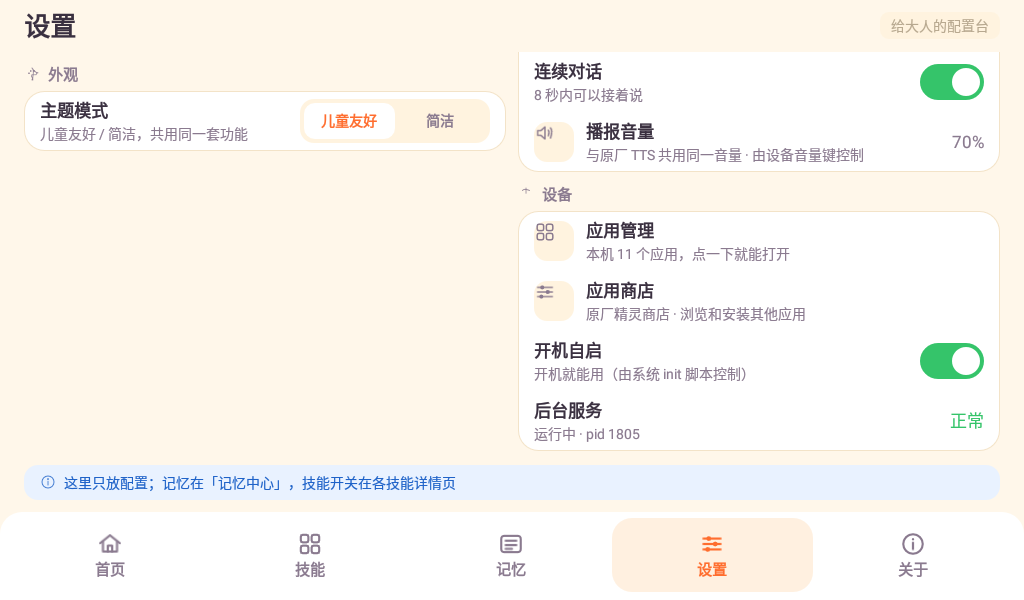 设置
给大人的配置台
外观
主题模式
儿童友好 / 简洁，共用同一套功能
儿童友好
简洁
连续对话
8 秒内可以接着说
播报音量
与原厂 TTS 共用同一音量 · 由设备音量键控制
70%
设备
应用管理
本机 11 个应用，点一下就能打开
应用商店
原厂精灵商店 · 浏览和安装其他应用
开机自启
开机就能用（由系统 init 脚本控制）
后台服务
运行中 · pid 1805
正常
这里只放配置；记忆在「记忆中心」，技能开关在各技能详情页
首页
技能
记忆
设置
关于